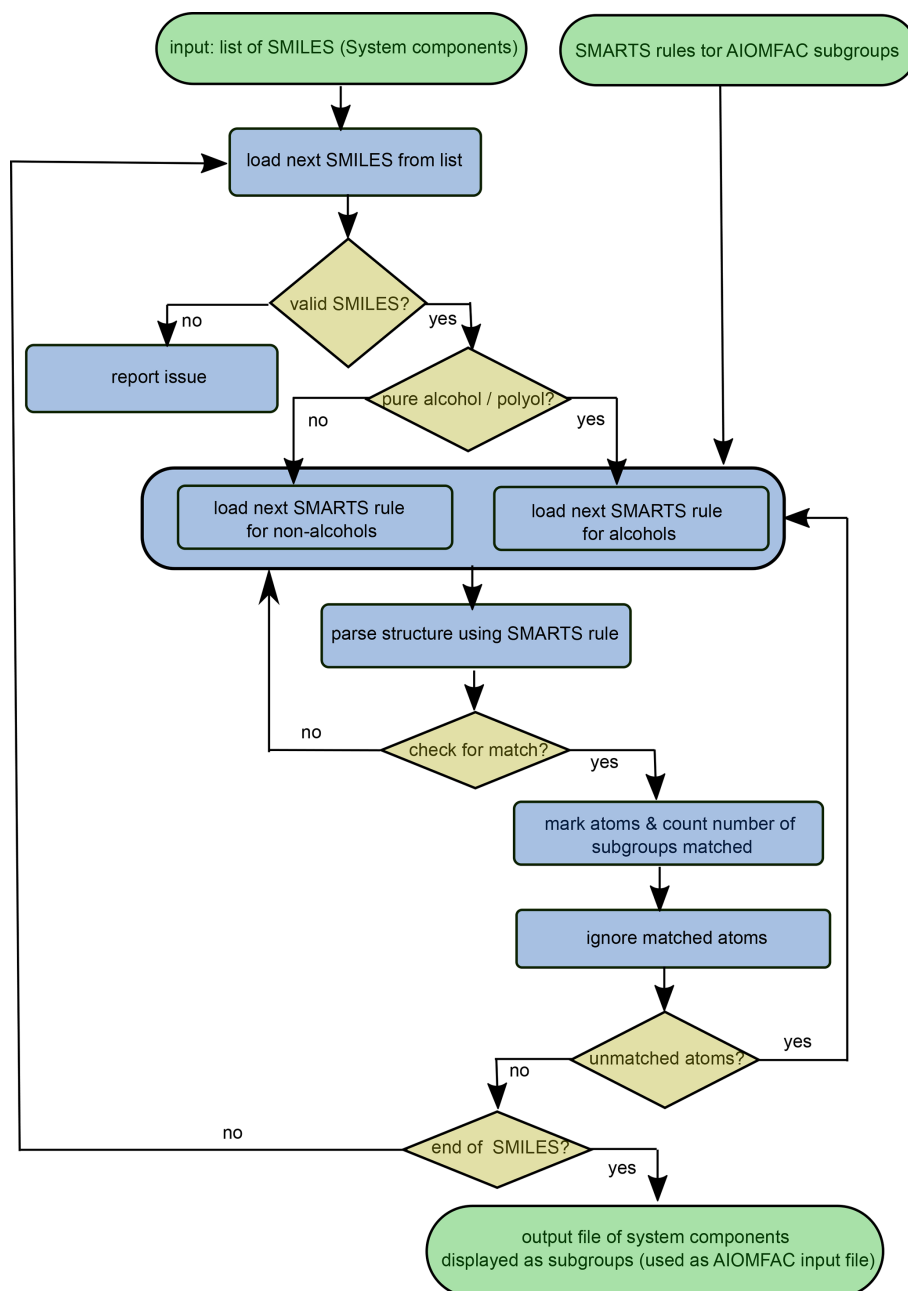 input: list of SMILES (System components)
SMARTS rules tor AIOMFAC subgroups
load next SMILES from list
valid SMILES?
no
yes
report issue
pure alcohol / polyol?
no
yes
load next SMARTS rule
for non-alcohols
load next SMARTS rule
for alcohols
parse structure using SMARTS rule
check for match?
no
yes
mark atoms & count number of
subgroups matched
ignore matched atoms
unmatched atoms?
yes
no
end of SMILES?
no
yes
output file of system components
displayed as subgroups (used as AIOMFAC input file)